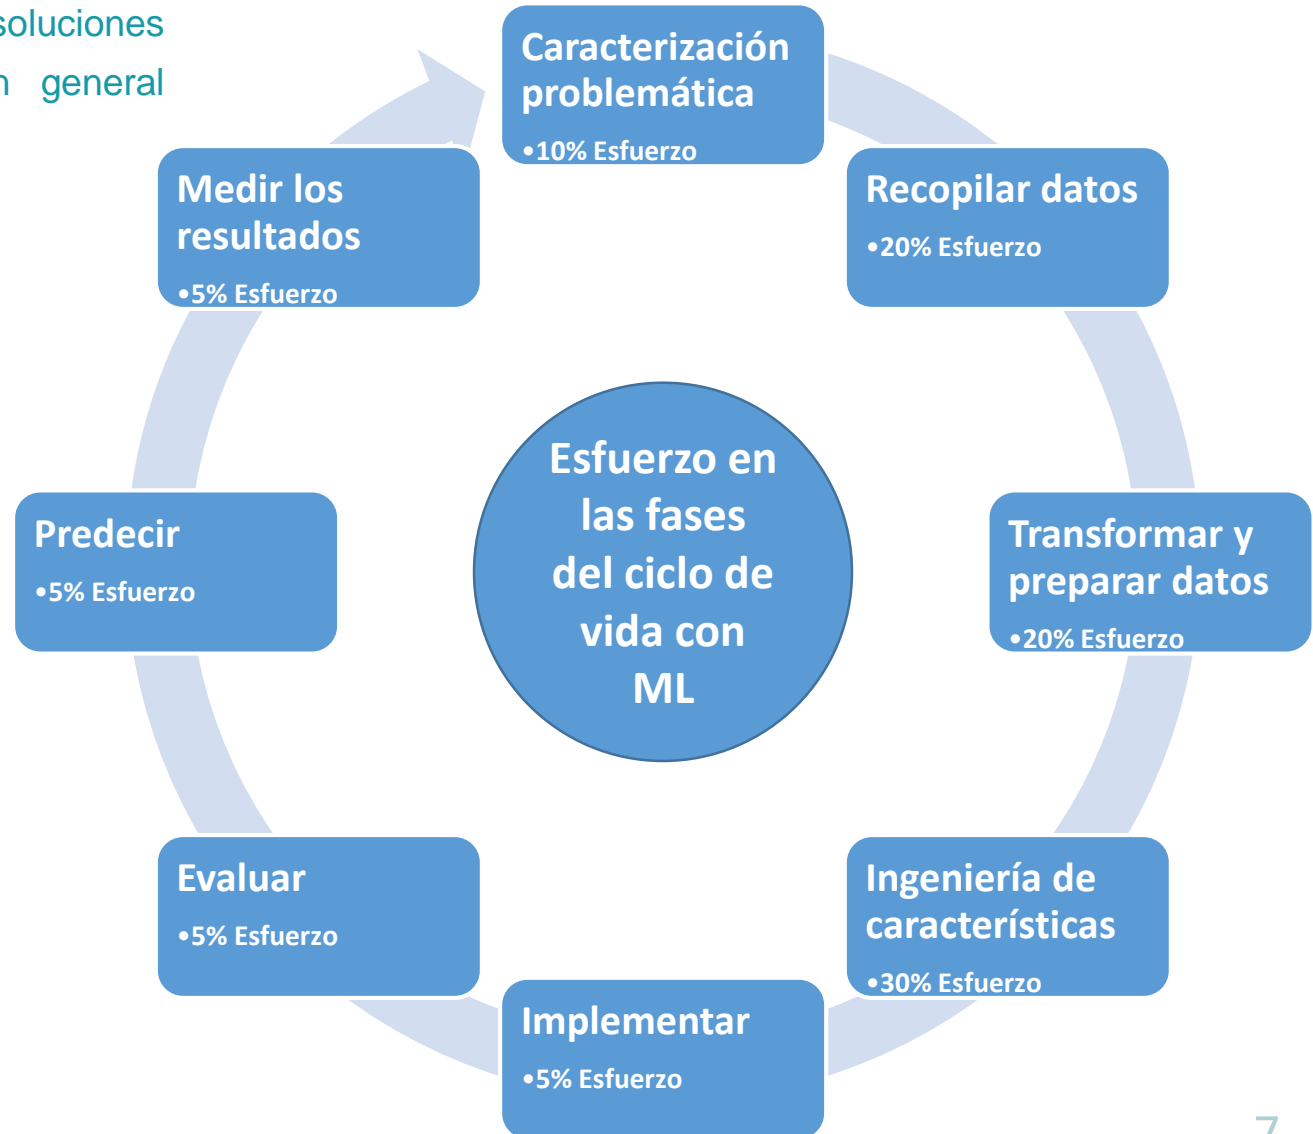 soluciones
general
Caracterización
problemática
•10% Esfuerzo
Recopilar datos
•20% Esfuerzo
Transformar y
preparar datos
•20% Esfuerzo
Ingeniería de
características
•30% Esfuerzo
Implementar
•5% Esfuerzo
Evaluar
•5% Esfuerzo
Predecir
•5% Esfuerzo
Medir los
resultados
•5% Esfuerzo
Esfuerzo en
las fases
del ciclo de
vida con
ML
7